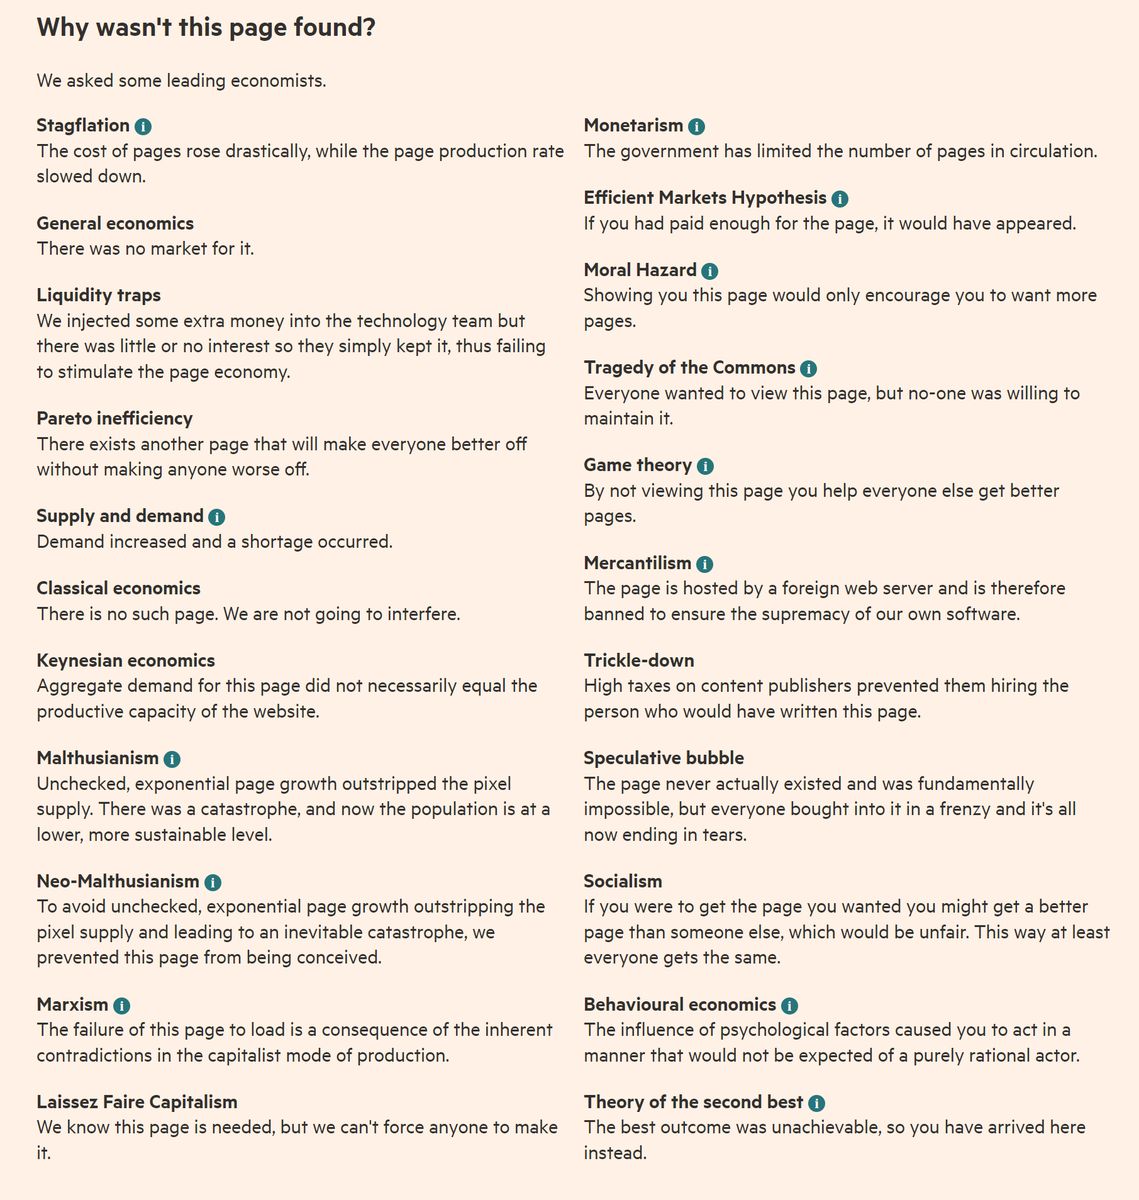 Why wasn't this page found?
We asked some leading economists.
Stagflation i
The cost of pages rose drastically, while the page production rate
slowed down.
General economics
There was no market for it.
Liquidity traps
We injected some extra money into the technology team but
there was little or no interest so they simply kept it, thus failing
to stimulate the page economy.
Pareto inefficiency
There exists another page that will make everyone better off
without making anyone worse off.
Supply and demand i
Demand increased and a shortage occurred.
Classical economics
There is no such page. We are not going to interfere.
Keynesian economics
Aggregate demand for this page did not necessarily equal the
productive capacity of the website.
Malthusianism i
Unchecked, exponential page growth outstripped the pixel
supply. There was a catastrophe, and now the population is at a
lower, more sustainable level.
Neo-Malthusianism i
To avoid unchecked, exponential page growth outstripping the
pixel supply and leading to an inevitable catastrophe, we
prevented this page from being conceived.
Marxism i
The failure of this page to load is a consequence of the inherent
contradictions in the capitalist mode of production.
Laissez Faire Capitalism
We know this page is needed, but we can't force anyone to make
it.
Monetarism i
The government has limited the number of pages in circulation.
Efficient Markets Hypothesis i
If you had paid enough for the page, it would have appeared.
Moral Hazard i
Showing you this page would only encourage you to want more
pages.
Tragedy of the Commons i
Everyone wanted to view this page, but no-one was willing to
maintain it.
Game theory i
By not viewing this page you help everyone else get better
pages.
Mercantilism i
The page is hosted by a foreign web server and is therefore
banned to ensure the supremacy of our own software.
Trickle-down
High taxes on content publishers prevented them hiring the
person who would have written this page.
Speculative bubble
The page never actually existed and was fundamentally
impossible, but everyone bought into it in a frenzy and it's all
now ending in tears.
Socialism
If you were to get the page you wanted you might get a better
page than someone else, which would be unfair. This way at least
everyone gets the same.
Behavioural economics i
The influence of psychological factors caused you to act in a
manner that would not be expected of a purely rational actor.
Theory of the second best i
The best outcome was unachievable, so you have arrived here
instead.